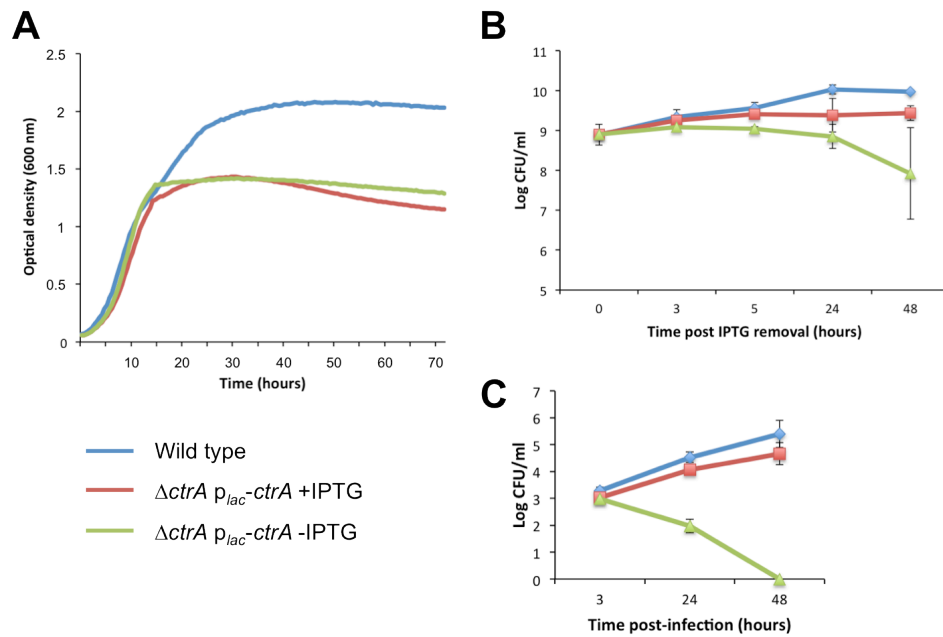 A
2.5
2
1.5
1
0.5
0
Optical density (600 nm)
10 20 30 40 50 60 70
Time (hours)
B
11
10
9
8
7
6
5
Log CFU/ml
0 3 5 24 48
Time post IPTG removal (hours)
Wild type
ΔctrA plac-ctrA +IPTG
ΔctrA plac-ctrA -IPTG
C
7
6
5
4
3
2
1
0
Log CFU/ml
3 24 48
Time post-infection (hours)